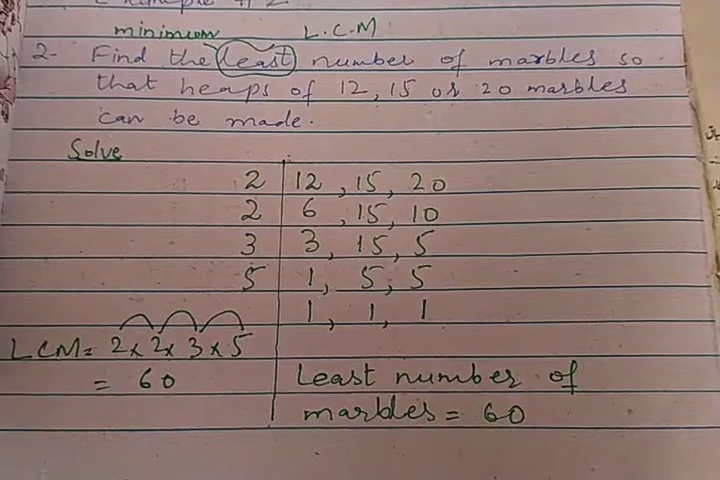 Example # 2
minimum L.C.M
2- Find the least number of marbles so
that heaps of 12, 15 or 20 marbles
can be made.
Solve
2 12, 15, 20
2 6, 15, 10
3 3, 15, 5
5 1, 5, 5
1, 1, 1
LCM = 2 x 2 x 3 x 5
= 60
Least number of
marbles = 60